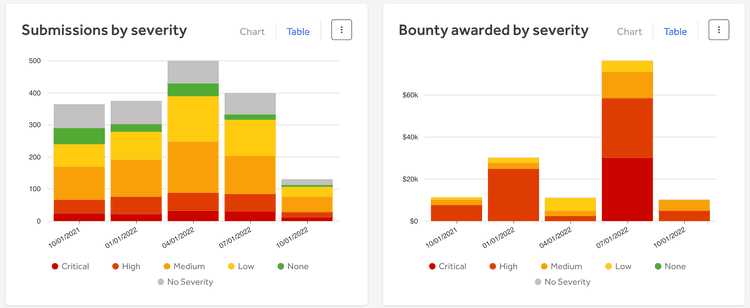 Submissions by severity
Chart Table
500
400
300
200
100
0
10/01/2021 01/01/2022 04/01/2022 07/01/2022 10/01/2022
Critical High Medium Low None
No Severity
Bounty awarded by severity
Chart Table
$60k
$40k
$20k
$0
10/01/2021 01/01/2022 04/01/2022 07/01/2022 10/01/2022
Critical High Medium Low None
No Severity